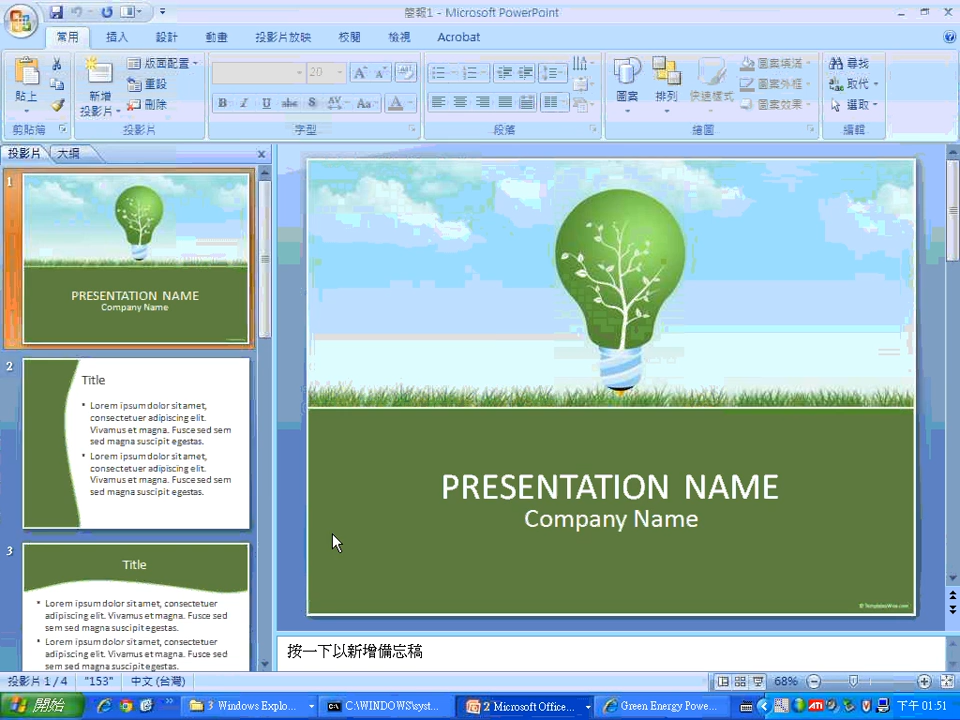 簡報1 - Microsoft PowerPoint
常用 插入 設計 動畫 投影片放映 校閱 檢視 Acrobat
貼上
剪貼簿
新增
投影片
版面配置
重設
刪除
投影片
20
B I U abc S AV Aa A
字型
段落
圖案 排列 快速樣式
圖案填滿
圖案外框
圖案效果
繪圖
尋找
取代
選取
編輯
投影片 大綱
1
PRESENTATION NAME
Company Name
2
Title
• Lorem ipsum dolor sit amet,
consectetuer adipiscing elit.
Vivamus et magna. Fusce sed sem
sed magna suscipit egestas.
• Lorem ipsum dolor sit amet,
consectetuer adipiscing elit.
Vivamus et magna. Fusce sed sem
sed magna suscipit egestas.
3
Title
• Lorem ipsum dolor sit amet, consectetuer
adipiscing elit. Vivamus et magna. Fusce sed
sem sed magna suscipit egestas.
• Lorem ipsum dolor sit amet, consectetuer
adipiscing elit. Vivamus et magna. Fusce sed
sem sed magna suscipit egestas.
PRESENTATION NAME
Company Name
© TemplatesWise.com
按一下以新增備忘稿
投影片 1 / 4 "153" 中文 (台灣) 68%
開始 3 Windows Explo... C:\WINDOWS\syst... 2 Microsoft Office... Green Energy Powe... 下午 01:51